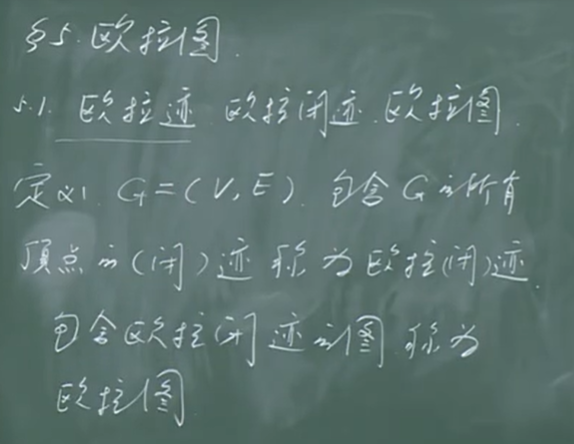 §5. 欧拉图.
5.1. 欧拉迹 欧拉闭迹.欧拉图.
定义1. G=(V,E). 包含G的所有
顶点的(闭)迹称为欧拉(闭)迹.
包含欧拉闭迹的图称为
欧拉图